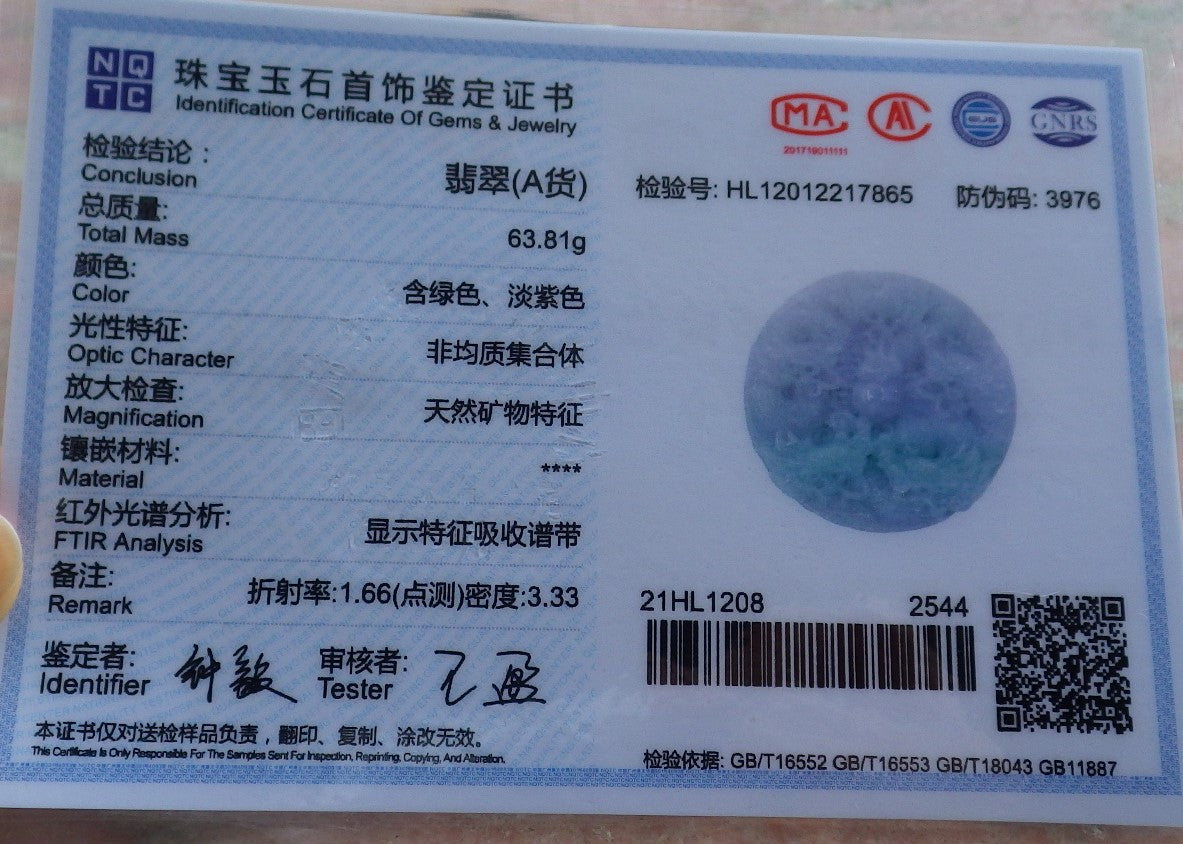 NQTC
珠宝玉石首饰鉴定证书
Identification Certificate Of Gems & Jewelry
检验结论：
Conclusion
翡翠(A货)
总质量:
Total Mass
63.81g
颜色:
Color
含绿色、淡紫色
光性特征:
Optic Character
非均质集合体
放大检查:
Magnification
天然矿物特征
镶嵌材料:
Material
****
红外光谱分析:
FTIR Analysis
显示特征吸收谱带
备注:
Remark
折射率:1.66(点测)密度:3.33
鉴定者:
Identifier
审核者:
Tester
本证书仅对送检样品负责，翻印、复制、涂改无效。
This Certificate Is Only Responsible For The Samples Sent For Inspection, Reprinting, Copying, And Alteration.
MA
201719011111
GNRS
检验号: HL12012217865
防伪码: 3976
21HL1208
2544
检验依据: GB/T16552 GB/T16553 GB/T18043 GB11887